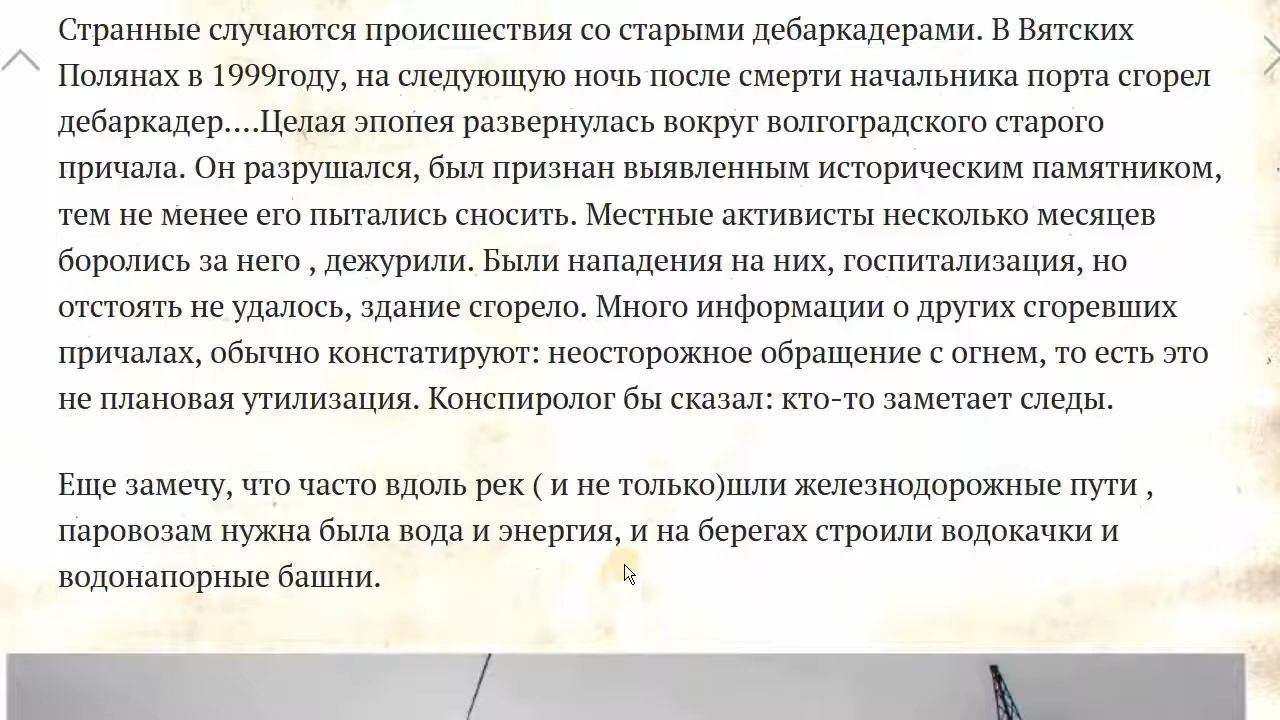 Странные случаются происшествия со старыми дебаркадерами. В Вятских
Полянах в 1999году, на следующую ночь после смерти начальника порта сгорел
дебаркадер....Целая эпопея развернулась вокруг волгоградского старого
причала. Он разрушался, был признан выявленным историческим памятником,
тем не менее его пытались сносить. Местные активисты несколько месяцев
боролись за него , дежурили. Были нападения на них, госпитализация, но
отстоять не удалось, здание сгорело. Много информации о других сгоревших
причалах, обычно констатируют: неосторожное обращение с огнем, то есть это
не плановая утилизация. Конспиролог бы сказал: кто-то заметает следы.
Еще замечу, что часто вдоль рек ( и не только)шли железнодорожные пути ,
паровозам нужна была вода и энергия, и на берегах строили водокачки и
водонапорные башни.